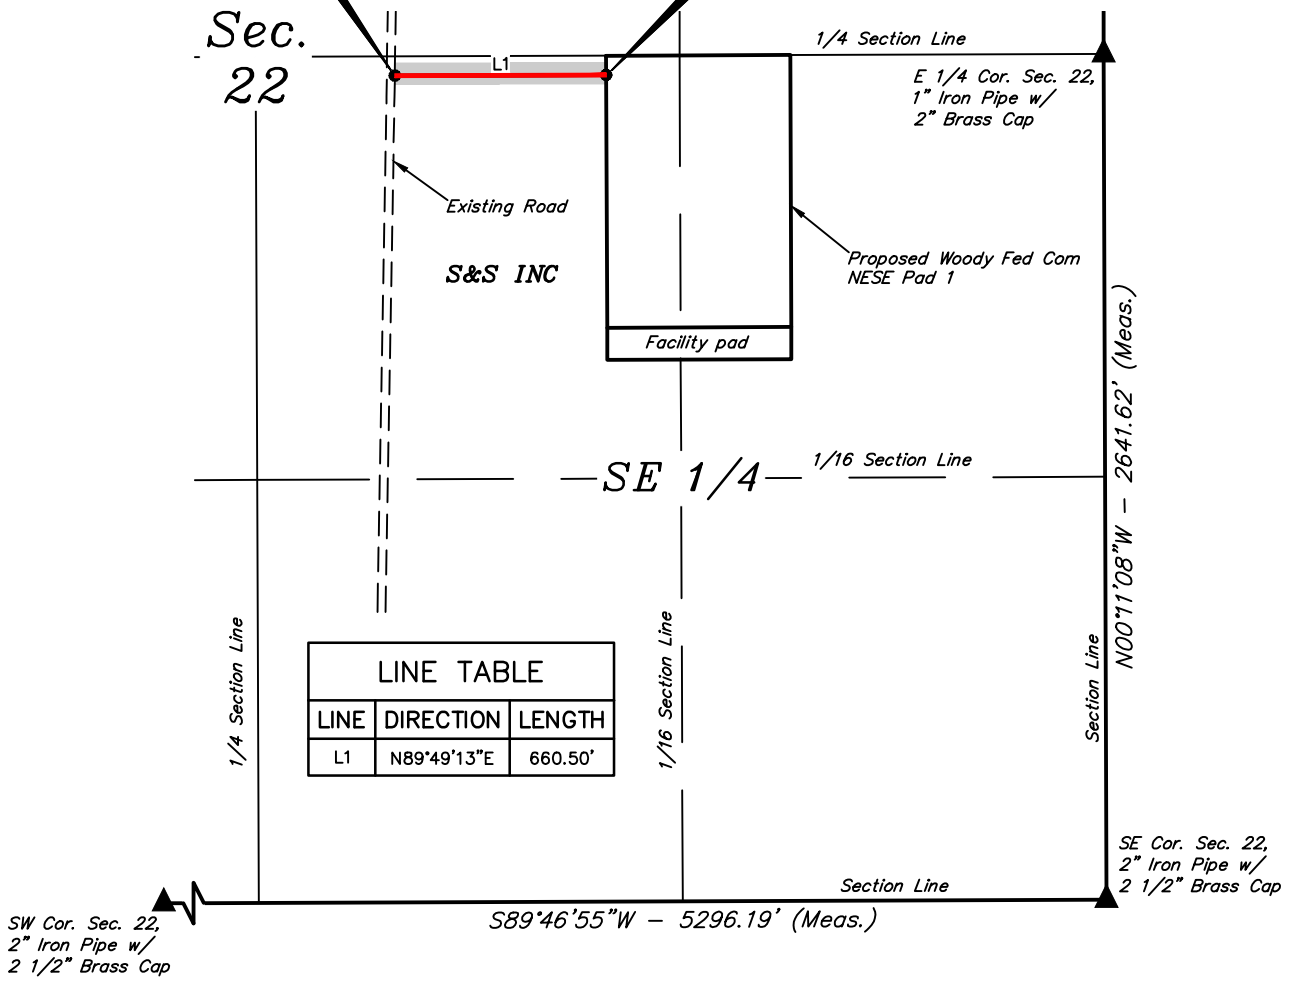 Sec.
22
L1
1/4 Section Line
E 1/4 Cor. Sec. 22,
1" Iron Pipe w/
2" Brass Cap
Existing Road
S&S INC
Proposed Woody Fed Com
NESE Pad 1
Facility pad
N00°11'08"W - 2641.62' (Meas.)
SE 1/4
1/16 Section Line
1/4 Section Line
LINE TABLE
LINE DIRECTION LENGTH
L1 N89°49'13"E 660.50'
1/16 Section Line
Section Line
SE Cor. Sec. 22,
2" Iron Pipe w/
2 1/2" Brass Cap
Section Line
S89°46'55"W - 5296.19' (Meas.)
SW Cor. Sec. 22,
2" Iron Pipe w/
2 1/2" Brass Cap